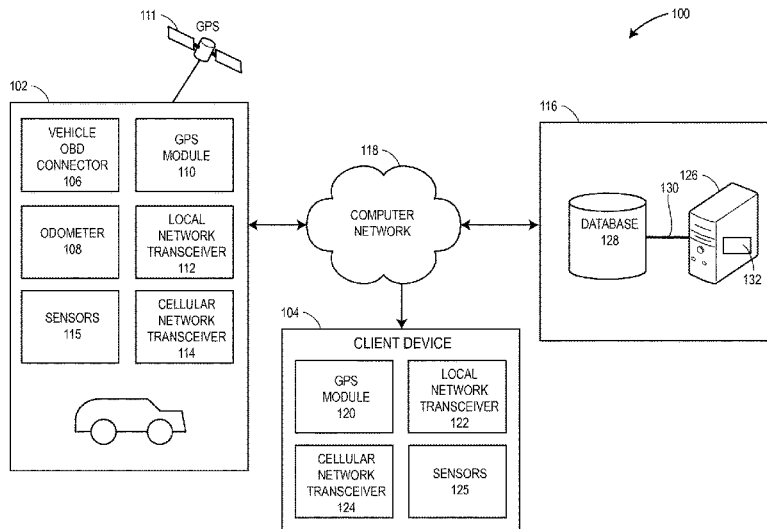 111
GPS
100
102
VEHICLE
OBD
CONNECTOR
106
GPS
MODULE
110
ODOMETER
108
LOCAL
NETWORK
TRANSCEIVER
112
SENSORS
115
CELLULAR
NETWORK
TRANSCEIVER
114
118
COMPUTER
NETWORK
116
126
130
DATABASE
128
132
104
CLIENT DEVICE
GPS
MODULE
120
LOCAL
NETWORK
TRANSCEIVER
122
CELLULAR
NETWORK
TRANSCEIVER
124
SENSORS
125